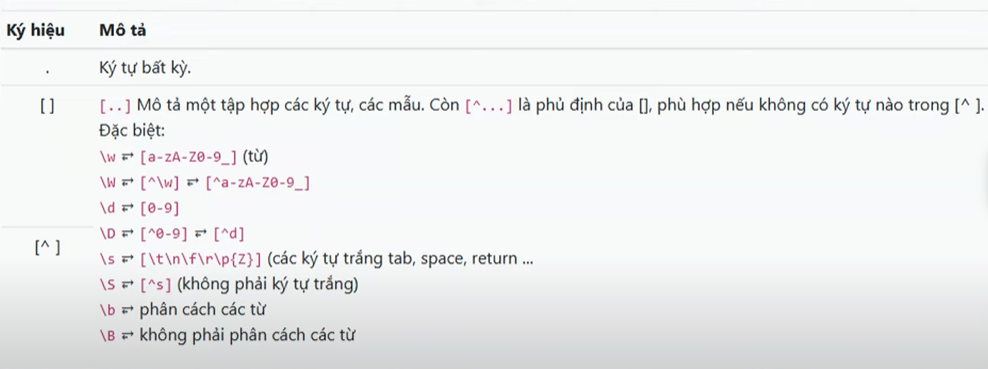 Ký hiệu Mô tả
. Ký tự bất kỳ.
[ ] [..] Mô tả một tập hợp các ký tự, các mẫu. Còn [^...] là phủ định của [], phù hợp nếu không có ký tự nào trong [^ ].
Đặc biệt:
\w ⇄ [a-zA-Z0-9_] (từ)
\W ⇄ [^\w] ⇄ [^a-zA-Z0-9_]
\d ⇄ [0-9]
\D ⇄ [^0-9] ⇄ [^d]
[^ ]
\s ⇄ [\t\n\f\r\p{Z}] (các ký tự trắng tab, space, return ...
\S ⇄ [^s] (không phải ký tự trắng)
\b ⇄ phân cách các từ
\B ⇄ không phải phân cách các từ